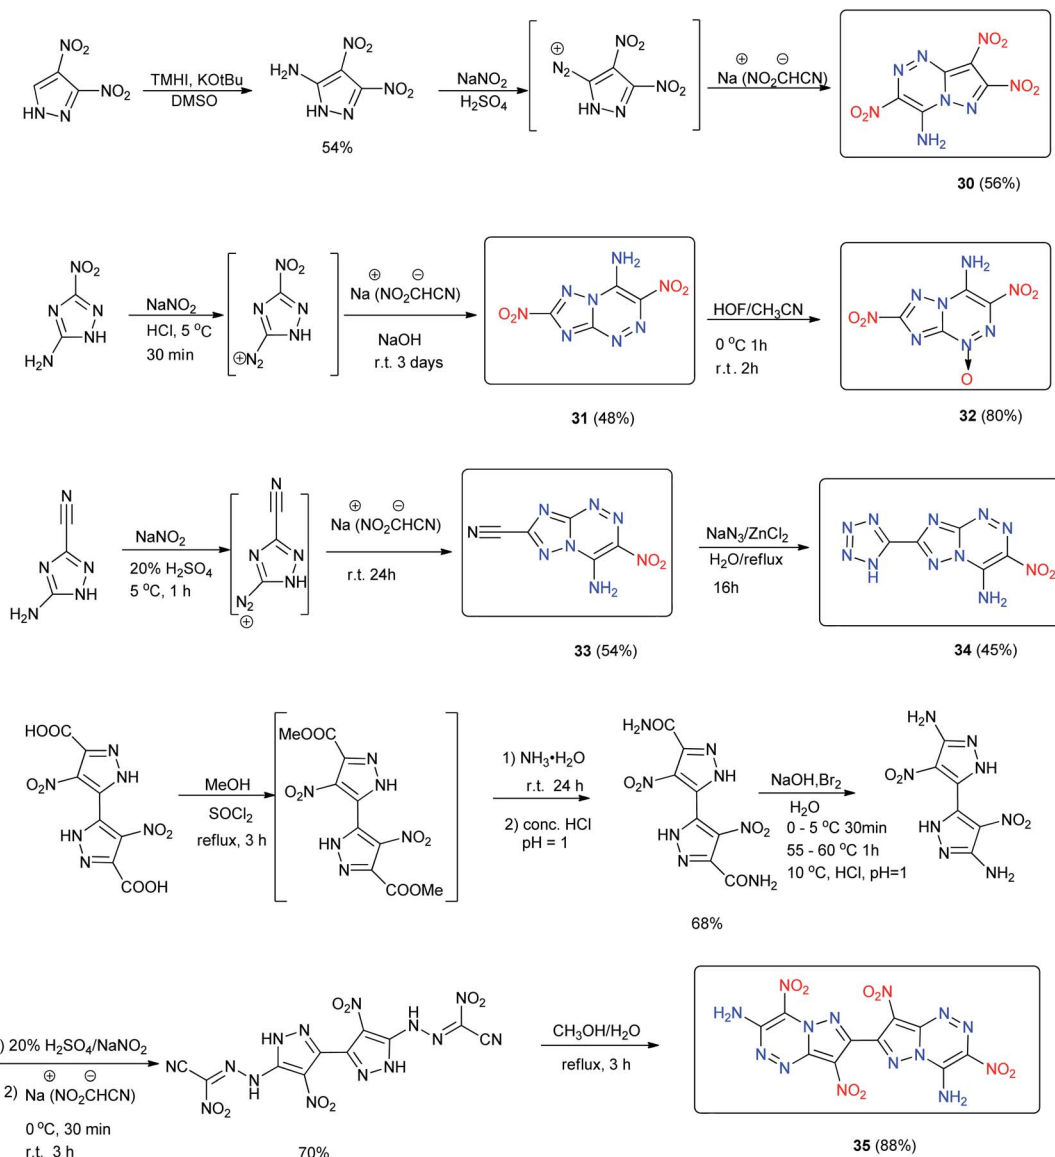 NO2
NO2
HN
N
TMHI, KOtBu
DMSO
H2N
NO2
NO2
HN
N
54%
NaNO2
H2SO4
⊕
N2
NO2
NO2
HN
N
⊕ ⊖
Na (NO2CHCN)
N
N
NO2
O2N
N
N
NO2
NH2
30 (56%)
NO2
N
N
NH
H2N
NaNO2
HCl, 5 °C
30 min
NO2
N
N
NH
⊕N2
⊕ ⊖
Na (NO2CHCN)
NaOH
r.t. 3 days
NH2
O2N
N
N
NO2
N
N
N
31 (48%)
HOF/CH3CN
0 °C 1h
r.t. 2h
NH2
O2N
N
N
NO2
N
N
N
O
32 (80%)
N
N
N
NH
H2N
NaNO2
20% H2SO4
5 °C, 1 h
N
N
N
NH
N2
⊕
⊕ ⊖
Na (NO2CHCN)
r.t. 24h
N
N
N
N
N
N
NO2
NH2
33 (54%)
NaN3/ZnCl2
H2O/reflux
16h
N
N
N
N
H
N
N
N
N
N
NO2
NH2
34 (45%)
HOOC
N
NO2
NH
HN
NO2
N
COOH
MeOH
SOCl2
reflux, 3 h
MeOOC
N
O2N
NH
HN
NO2
N
COOMe
1) NH3•H2O
r.t. 24 h
2) conc. HCl
pH = 1
H2NOC
N
NO2
NH
HN
NO2
N
CONH2
68%
NaOH,Br2
H2O
0 - 5 °C 30min
55 - 60 °C 1h
10 °C, HCl, pH=1
H2N
N
NO2
NH
HN
NO2
N
NH2
) 20% H2SO4/NaNO2
⊕ ⊖
2) Na (NO2CHCN)
0 °C, 30 min
r.t. 3 h
NC
NO2
N
N
H
HN
N
NO2
O2N
N
NH
H
N
N
NO2
CN
70%
CH3OH/H2O
reflux, 3 h
NO2
H2N
N
N
N
N
NO2
O2N
N
N
N
N
NO2
NH2
35 (88%)